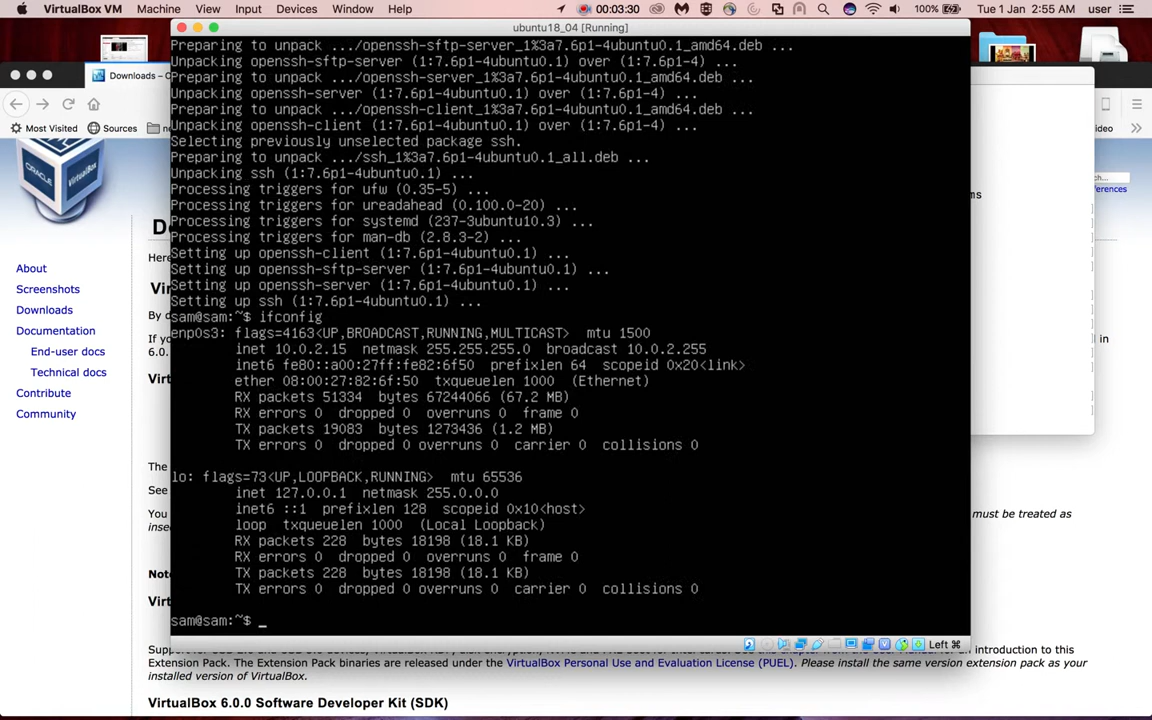 VirtualBox VM Machine View Input Devices Window Help 00:03:30 100% Tue 1 Jan 2:55 AM user
ubuntu18_04 [Running]
Preparing to unpack .../openssh-sftp-server_1%3a7.6p1-4ubuntu0.1_amd64.deb ...
Unpacking openssh-sftp-server (1:7.6p1-4ubuntu0.1) over (1:7.6p1-4) ...
Preparing to unpack .../openssh-server_1%3a7.6p1-4ubuntu0.1_amd64.deb ...
Unpacking openssh-server (1:7.6p1-4ubuntu0.1) over (1:7.6p1-4) ...
Preparing to unpack .../openssh-client_1%3a7.6p1-4ubuntu0.1_amd64.deb ...
Unpacking openssh-client (1:7.6p1-4ubuntu0.1) over (1:7.6p1-4) ...
Selecting previously unselected package ssh.
Preparing to unpack .../ssh_1%3a7.6p1-4ubuntu0.1_all.deb ...
Unpacking ssh (1:7.6p1-4ubuntu0.1) ...
Processing triggers for ufw (0.35-5) ...
Processing triggers for ureadahead (0.100.0-20) ...
Processing triggers for systemd (237-3ubuntu10.3) ...
Processing triggers for man-db (2.8.3-2) ...
Setting up openssh-client (1:7.6p1-4ubuntu0.1) ...
Setting up openssh-sftp-server (1:7.6p1-4ubuntu0.1) ...
Setting up openssh-server (1:7.6p1-4ubuntu0.1) ...
Setting up ssh (1:7.6p1-4ubuntu0.1) ...
sam@sam:~$ ifconfig
enp0s3: flags=4163<UP,BROADCAST,RUNNING,MULTICAST> mtu 1500
inet 10.0.2.15 netmask 255.255.255.0 broadcast 10.0.2.255
inet6 fe80::a00:27ff:fe82:6f50 prefixlen 64 scopeid 0x20<link>
ether 08:00:27:82:6f:50 txqueuelen 1000 (Ethernet)
RX packets 51334 bytes 67244066 (67.2 MB)
RX errors 0 dropped 0 overruns 0 frame 0
TX packets 19083 bytes 1273436 (1.2 MB)
TX errors 0 dropped 0 overruns 0 carrier 0 collisions 0
lo: flags=73<UP,LOOPBACK,RUNNING> mtu 65536
inet 127.0.0.1 netmask 255.0.0.0
inet6 ::1 prefixlen 128 scopeid 0x10<host>
loop txqueuelen 1000 (Local Loopback)
RX packets 228 bytes 18198 (18.1 KB)
RX errors 0 dropped 0 overruns 0 frame 0
TX packets 228 bytes 18198 (18.1 KB)
TX errors 0 dropped 0 overruns 0 carrier 0 collisions 0
sam@sam:~$ _
Left ⌘
Downloads –
Most Visited Sources
VirtualBox
About
Screenshots
Downloads
Documentation
End-user docs
Technical docs
Contribute
Community
Here
By d
If yo
6.0.
The
See
You
must be treated as
Note
an introduction to this
Extension Pack. The Extension Pack binaries are released under the VirtualBox Personal Use and Evaluation License (PUEL). Please install the same version extension pack as your
installed version of VirtualBox.
VirtualBox 6.0.0 Software Developer Kit (SDK)